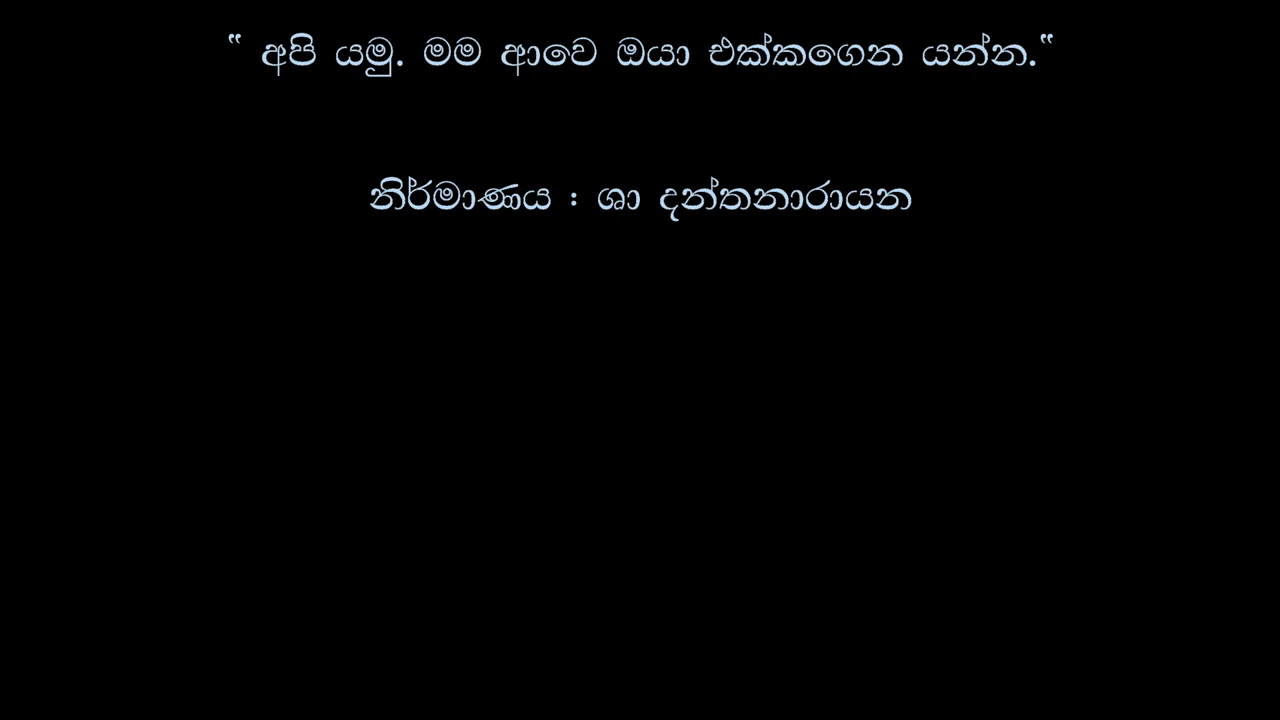 " අපි යමු. මම ආවෙ ඔයා එක්කගෙන යන්න."
නිර්මාණය : ශා දන්තනාරායන